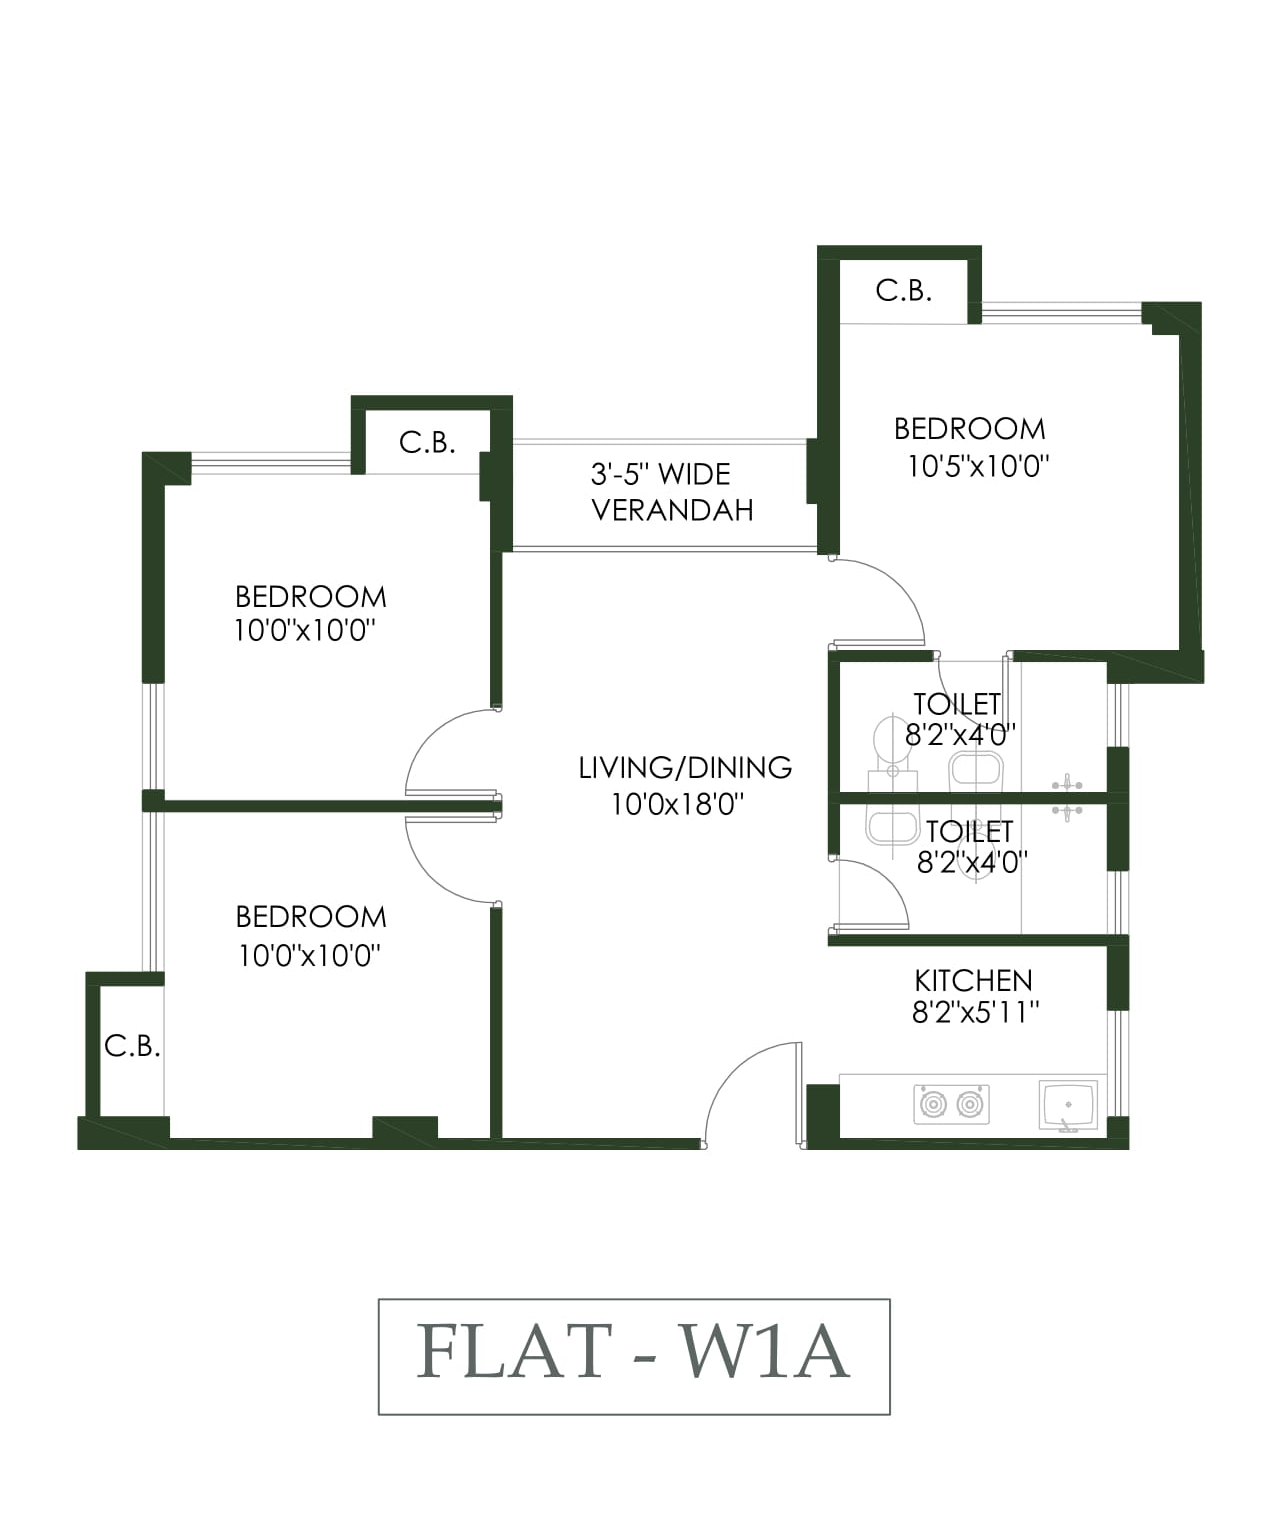 C.B.
BEDROOM
10'5"x10'0"
C.B.
3'-5" WIDE
VERANDAH
BEDROOM
10'0"x10'0"
TOILET
8'2"x4'0"
LIVING/DINING
10'0x18'0"
TOILET
8'2"x4'0"
BEDROOM
10'0"x10'0"
KITCHEN
8'2"x5'11"
C.B.
FLAT - W1A